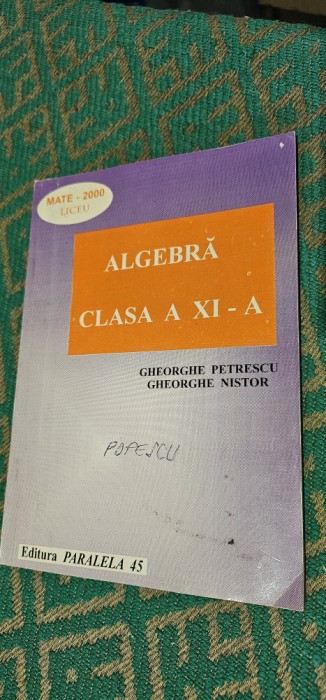 MATE - 2000
LICEU
ALGEBRĂ
CLASA A XI - A
GHEORGHE PETRESCU
GHEORGHE NISTOR
POPESCU
Editura PARALELA 45